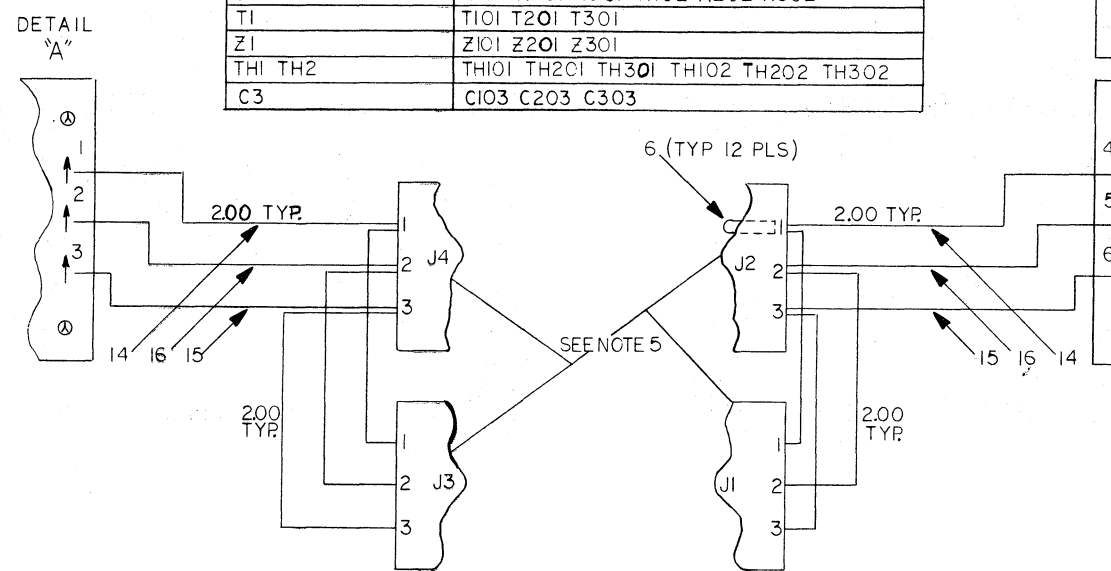 T1 T101 T201 T301
Z1 Z101 Z201 Z301
TH1 TH2 TH101 TH201 TH301 TH102 TH202 TH302
C3 C103 C203 C303
DETAIL
"A"
1
2
3
14 16 15
2.00 TYP.
J4
1
2
3
2.00
TYP.
J3
1
2
3
SEE NOTE 5
6 (TYP 12 PLS)
J2
1
2
3
2.00 TYP.
4
5
6
15 16 14
2.00
TYP.
J1
1
2
3